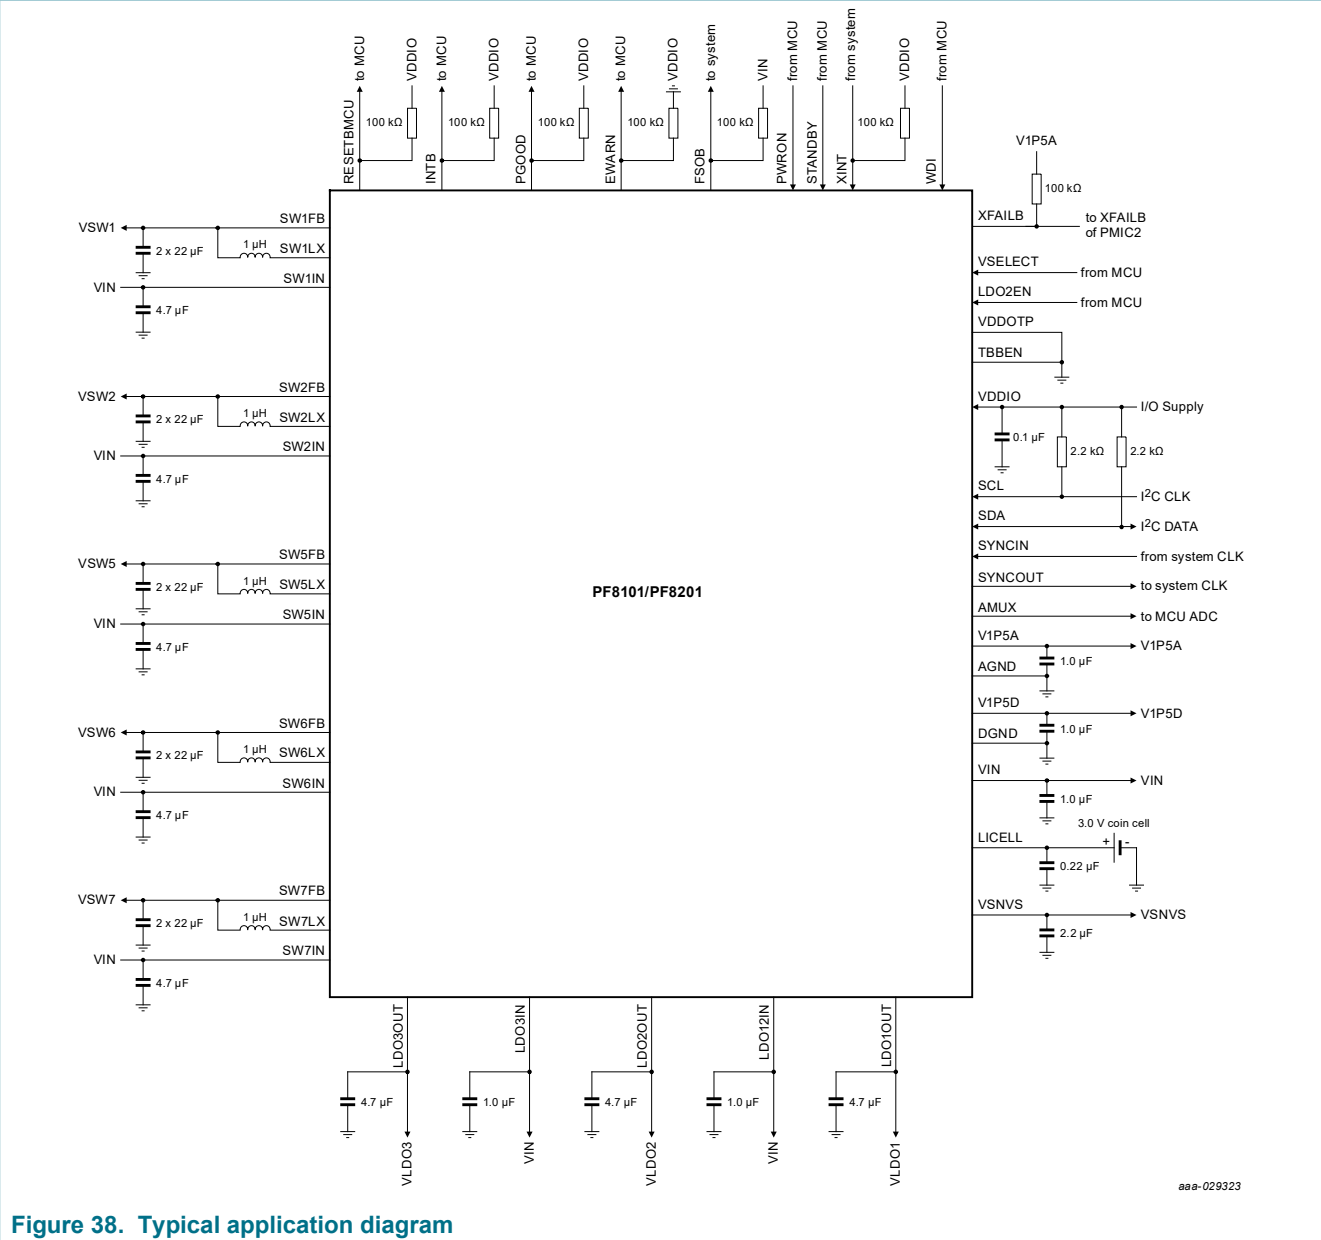 to MCU
VDDIO
to MCU
VDDIO
to MCU
VDDIO
to MCU
VDDIO
to system
VIN
from MCU
from MCU
from system
VDDIO
from MCU
100 kΩ
100 kΩ
100 kΩ
100 kΩ
100 kΩ
100 kΩ
RESETBMCU
INTB
PGOOD
EWARN
FSOB
PWRON
STANDBY
XINT
WDI
SW1FB
VSW1
2 x 22 µF
1 µH
SW1LX
SW1IN
VIN
4.7 µF
SW2FB
VSW2
2 x 22 µF
1 µH
SW2LX
SW2IN
VIN
4.7 µF
SW5FB
VSW5
2 x 22 µF
1 µH
SW5LX
SW5IN
VIN
4.7 µF
SW6FB
VSW6
2 x 22 µF
1 µH
SW6LX
SW6IN
VIN
4.7 µF
SW7FB
VSW7
2 x 22 µF
1 µH
SW7LX
SW7IN
VIN
4.7 µF
PF8101/PF8201
V1P5A
100 kΩ
XFAILB
to XFAILB
of PMIC2
VSELECT
from MCU
LDO2EN
from MCU
VDDOTP
TBBEN
VDDIO
I/O Supply
0.1 µF
2.2 kΩ
2.2 kΩ
SCL
I2C CLK
SDA
I2C DATA
SYNCIN
from system CLK
SYNCOUT
to system CLK
AMUX
to MCU ADC
V1P5A
V1P5A
1.0 µF
AGND
V1P5D
V1P5D
1.0 µF
DGND
VIN
VIN
1.0 µF
3.0 V coin cell
LICELL
+ -
0.22 µF
VSNVS
VSNVS
2.2 µF
LDO3OUT
LDO3IN
LDO2OUT
LDO12IN
LDO1OUT
4.7 µF
1.0 µF
4.7 µF
1.0 µF
4.7 µF
VLDO3
VIN
VLDO2
VIN
VLDO1
aaa-029323
Figure 38. Typical application diagram